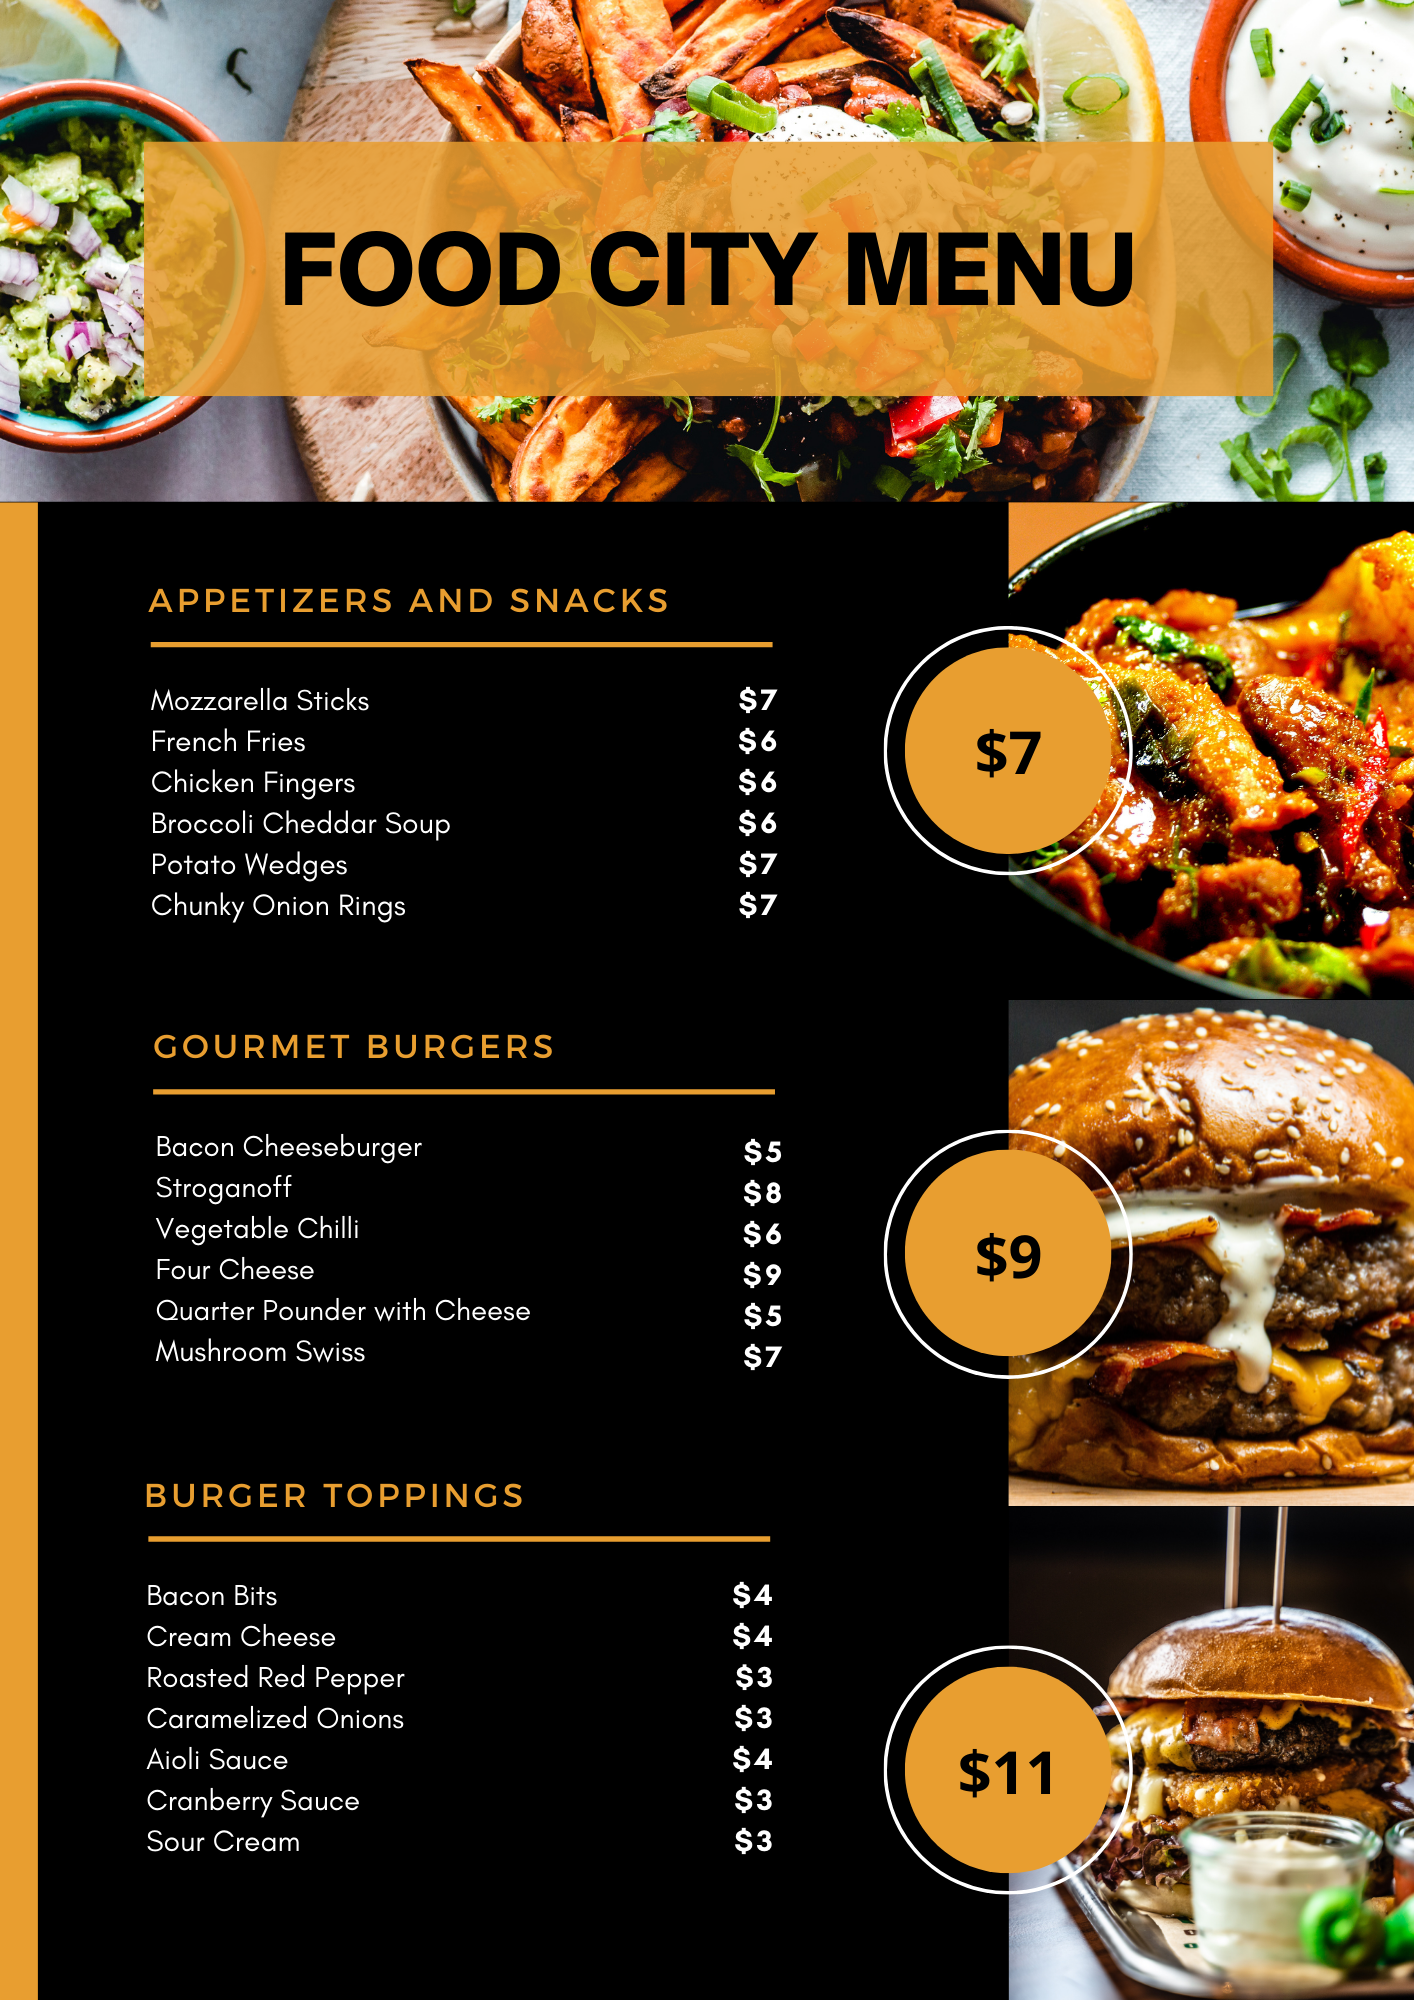 FOOD CITY MENU
APPETIZERS AND SNACKS
Mozzarella Sticks $7
French Fries $6
Chicken Fingers $6
Broccoli Cheddar Soup $6
Potato Wedges $7
Chunky Onion Rings $7
$7
GOURMET BURGERS
Bacon Cheeseburger $5
Stroganoff $8
Vegetable Chilli $6
Four Cheese $9
Quarter Pounder with Cheese $5
Mushroom Swiss $7
$9
BURGER TOPPINGS
Bacon Bits $4
Cream Cheese $4
Roasted Red Pepper $3
Caramelized Onions $3
Aioli Sauce $4
Cranberry Sauce $3
Sour Cream $3
$11